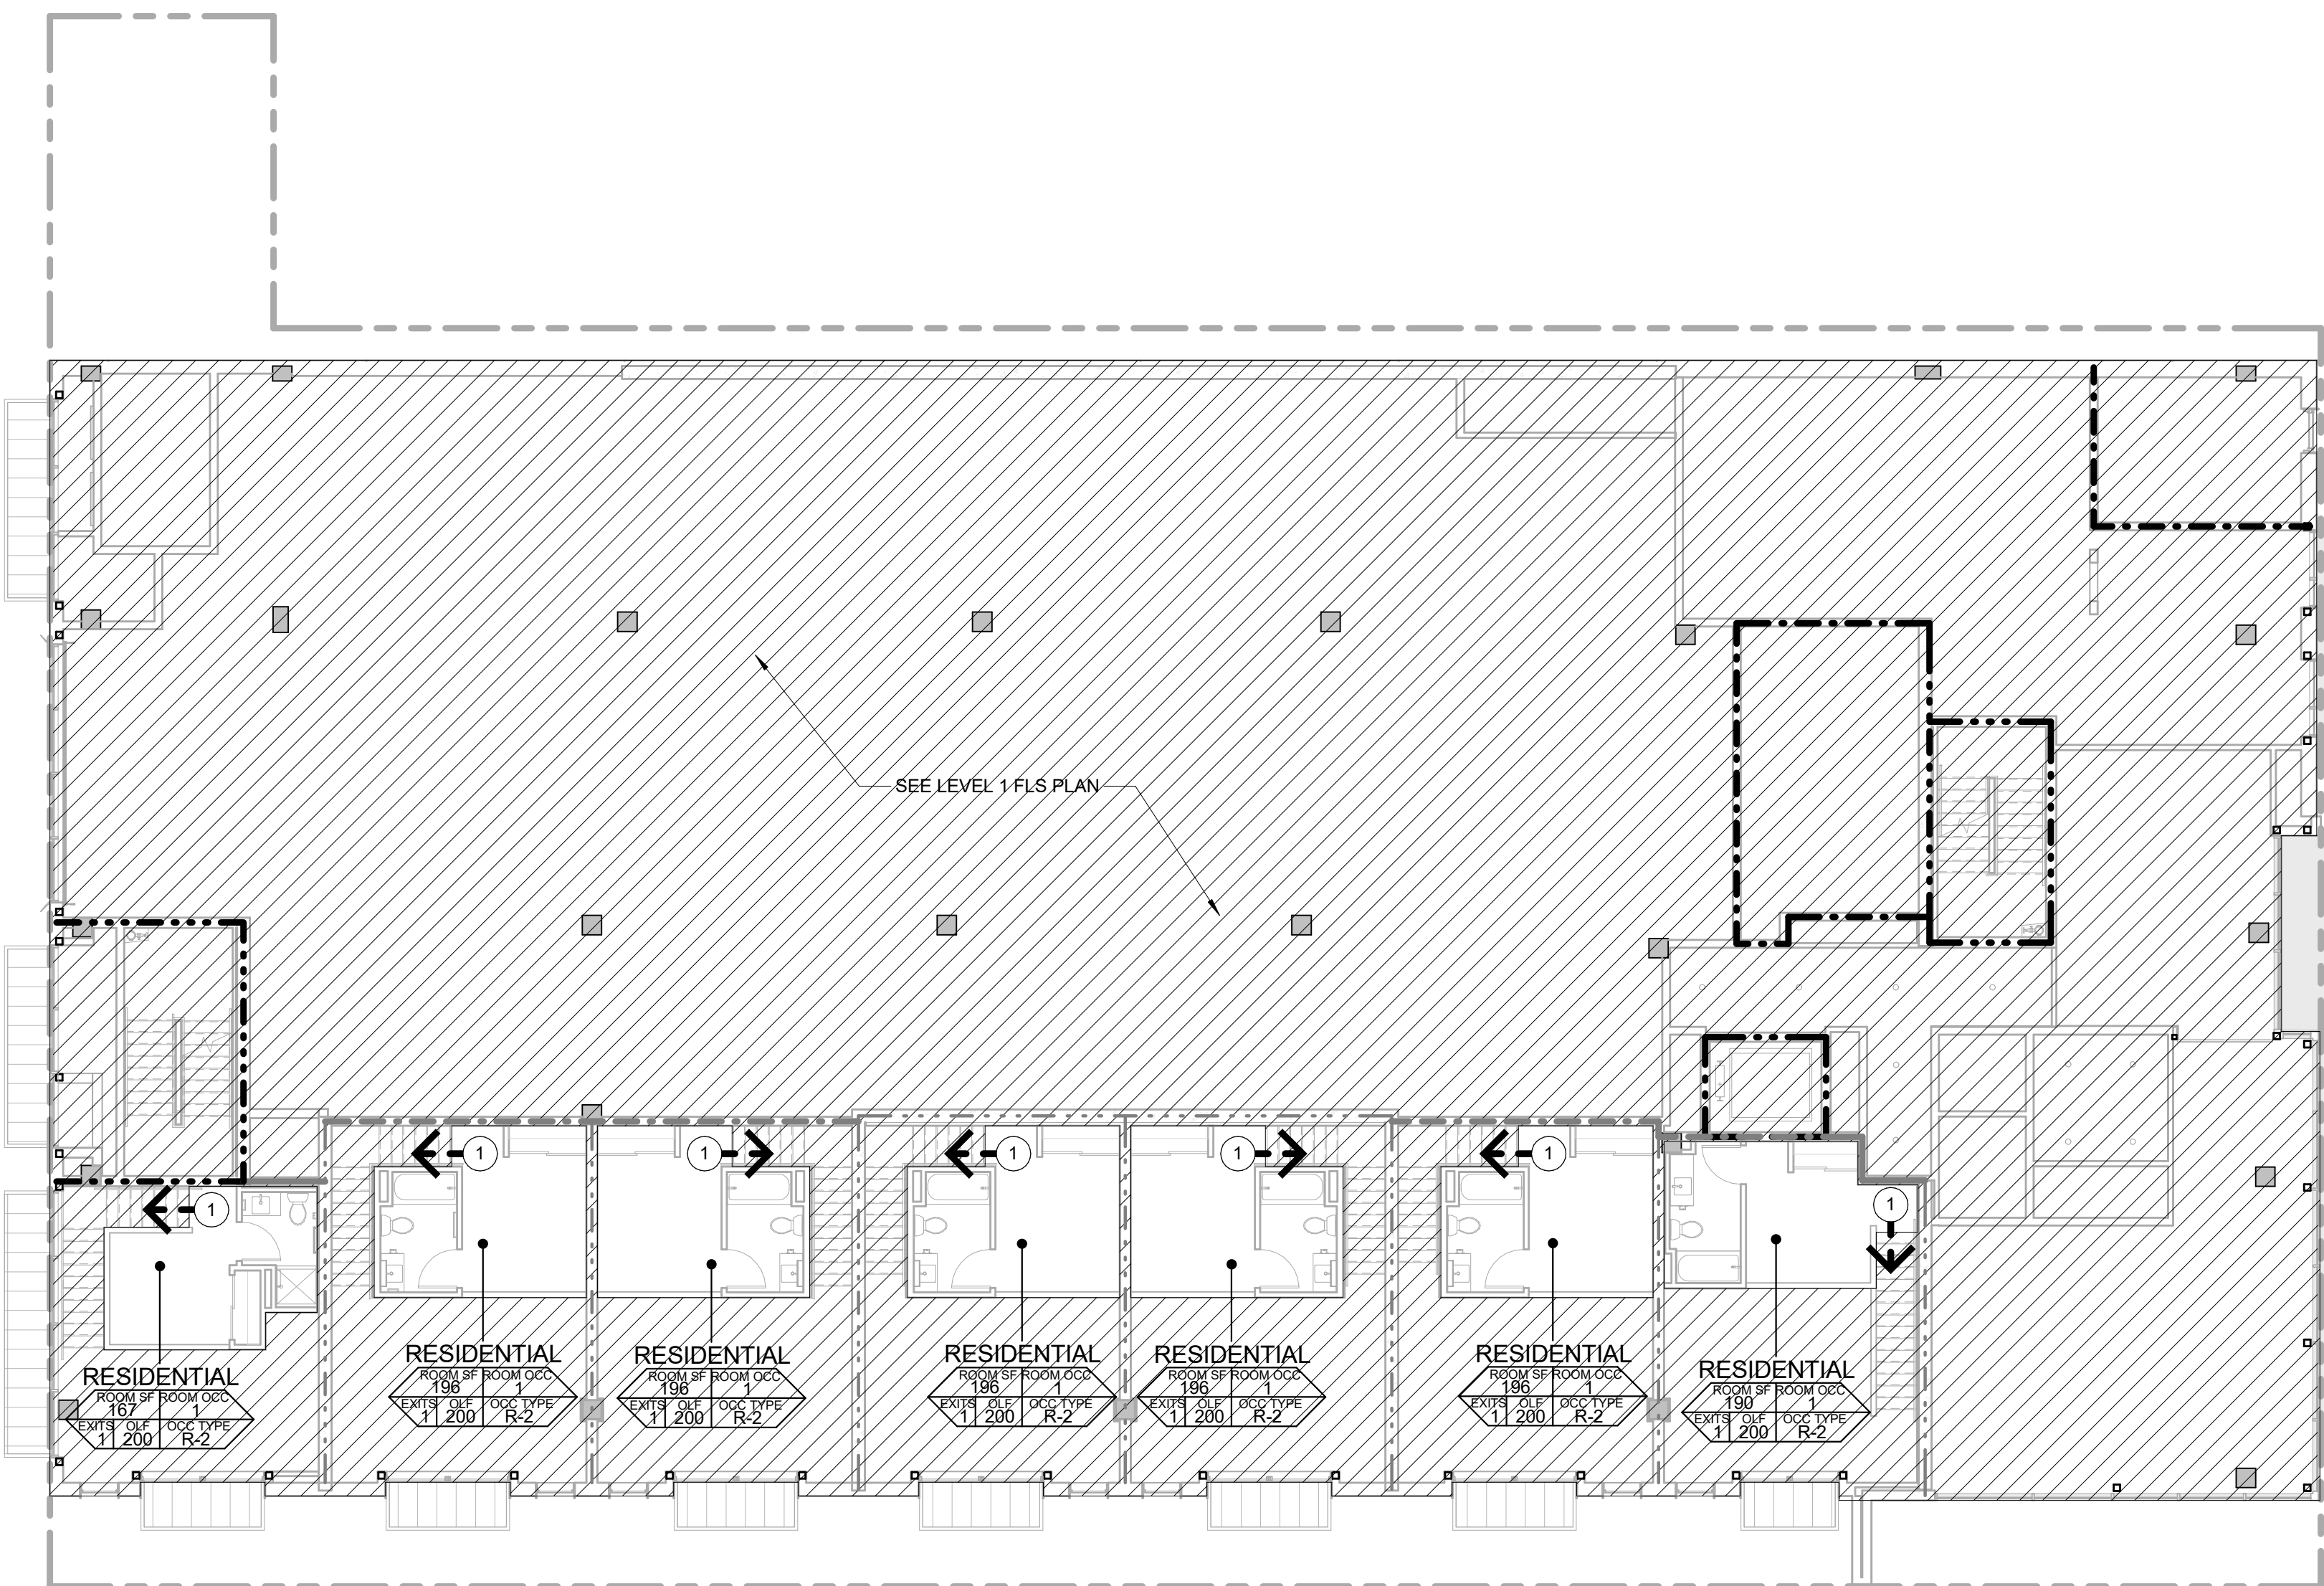 SEE LEVEL 1 FLS PLAN
1
1
1
1
1
1
1
RESIDENTIAL
ROOM SF ROOM OCC
167 1
EXITS OLF OCC TYPE
1 200 R-2
RESIDENTIAL
ROOM SF ROOM OCC
196 1
EXITS OLF OCC TYPE
1 200 R-2
RESIDENTIAL
ROOM SF ROOM OCC
196 1
EXITS OLF OCC TYPE
1 200 R-2
RESIDENTIAL
ROOM SF ROOM OCC
196 1
EXITS OLF OCC TYPE
1 200 R-2
RESIDENTIAL
ROOM SF ROOM OCC
196 1
EXITS OLF OCC TYPE
1 200 R-2
RESIDENTIAL
ROOM SF ROOM OCC
196 1
EXITS OLF OCC TYPE
1 200 R-2
RESIDENTIAL
ROOM SF ROOM OCC
190 1
EXITS OLF OCC TYPE
1 200 R-2